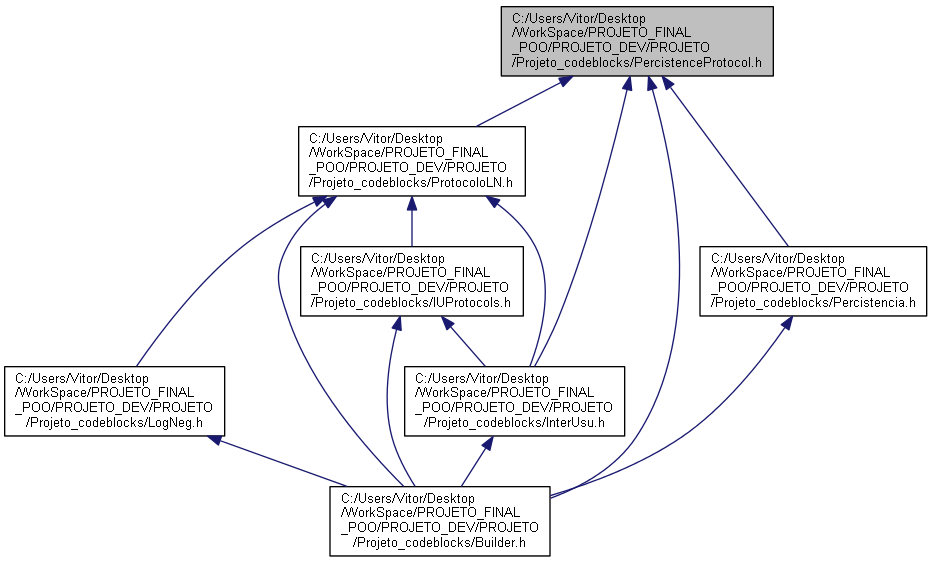 C:/Users/Vitor/Desktop
/WorkSpace/PROJETO_FINAL
_POO/PROJETO_DEV/PROJETO
/Projeto_codeblocks/PercistenceProtocol.h
C:/Users/Vitor/Desktop
/WorkSpace/PROJETO_FINAL
_POO/PROJETO_DEV/PROJETO
/Projeto_codeblocks/ProtocoloLN.h
C:/Users/Vitor/Desktop
/WorkSpace/PROJETO_FINAL
_POO/PROJETO_DEV/PROJETO
/Projeto_codeblocks/IUProtocols.h
C:/Users/Vitor/Desktop
/WorkSpace/PROJETO_FINAL
_POO/PROJETO_DEV/PROJETO
/Projeto_codeblocks/Percistencia.h
C:/Users/Vitor/Desktop
/WorkSpace/PROJETO_FINAL
_POO/PROJETO_DEV/PROJETO
/Projeto_codeblocks/LogNeg.h
C:/Users/Vitor/Desktop
/WorkSpace/PROJETO_FINAL
_POO/PROJETO_DEV/PROJETO
/Projeto_codeblocks/InterUsu.h
C:/Users/Vitor/Desktop
/WorkSpace/PROJETO_FINAL
_POO/PROJETO_DEV/PROJETO
/Projeto_codeblocks/Builder.h